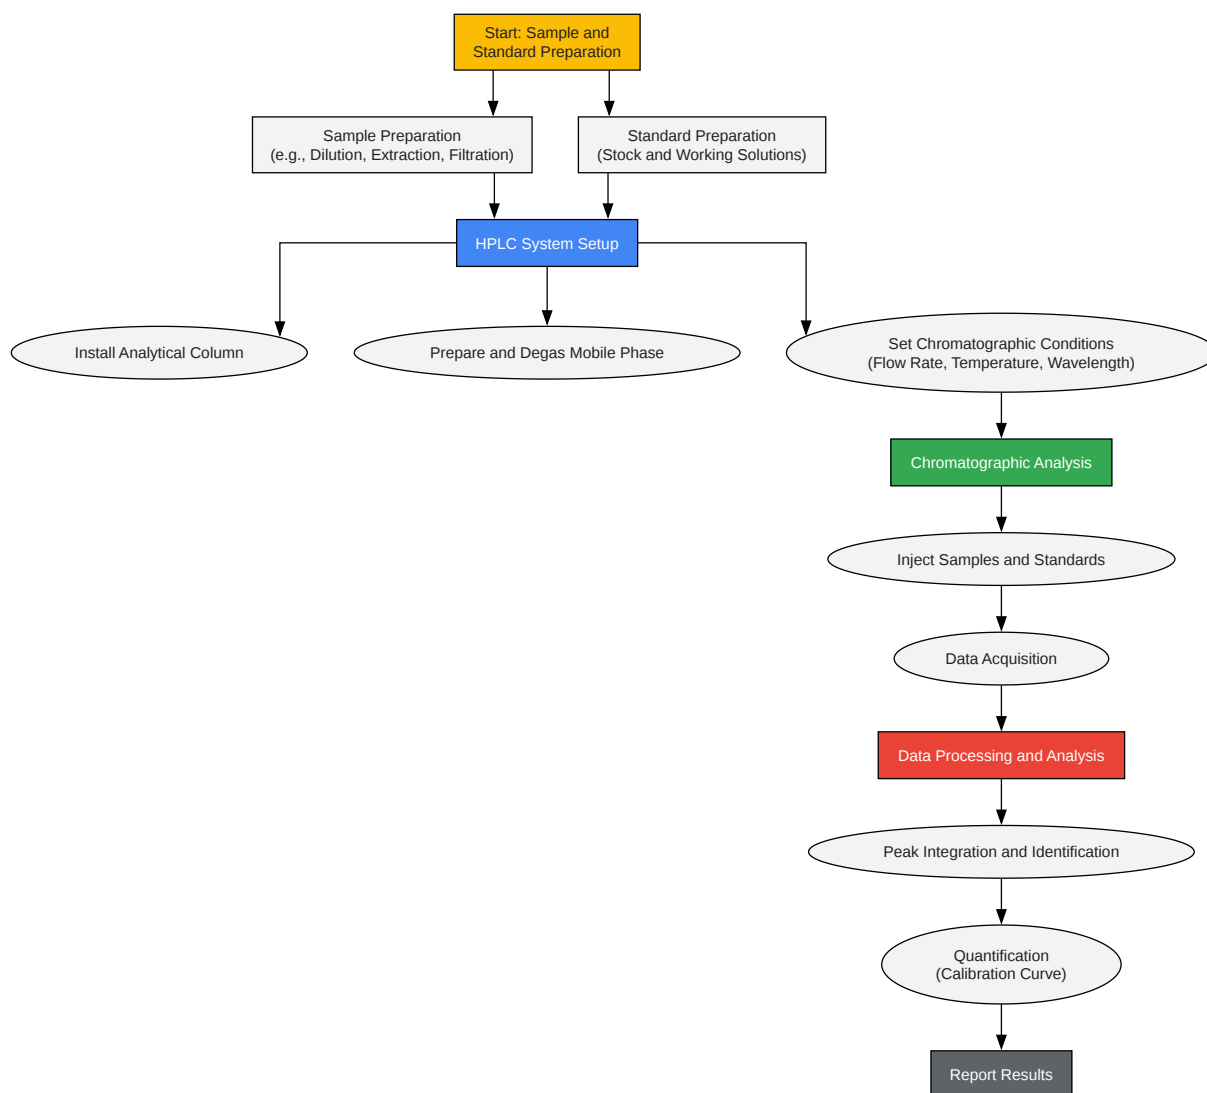 Start: Sample and
Standard Preparation
Sample Preparation
(e.g., Dilution, Extraction, Filtration)
Standard Preparation
(Stock and Working Solutions)
HPLC System Setup
Install Analytical Column
Prepare and Degas Mobile Phase
Set Chromatographic Conditions
(Flow Rate, Temperature, Wavelength)
Chromatographic Analysis
Inject Samples and Standards
Data Acquisition
Data Processing and Analysis
Peak Integration and Identification
Quantification
(Calibration Curve)
Report Results